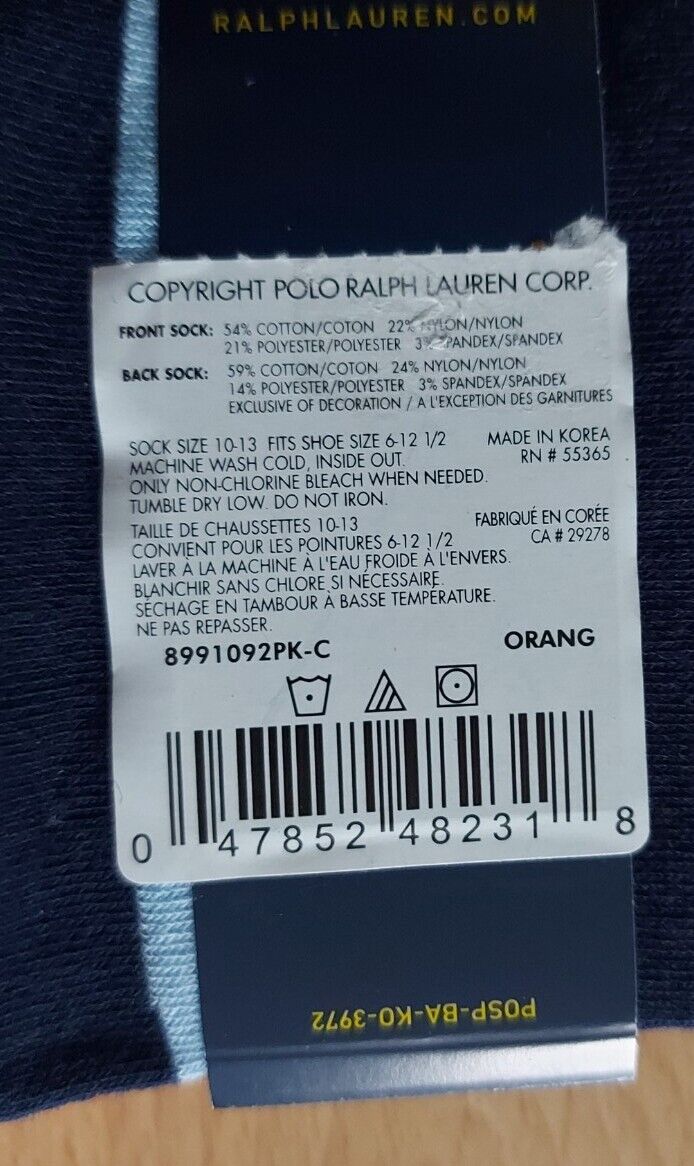 RALPHLAUREN.COM
COPYRIGHT POLO RALPH LAUREN CORP.
FRONT SOCK: 54% COTTON/COTON 22% NYLON/NYLON
21% POLYESTER/POLYESTER 3% SPANDEX/SPANDEX
BACK SOCK: 59% COTTON/COTON 24% NYLON/NYLON
14% POLYESTER/POLYESTER 3% SPANDEX/SPANDEX
EXCLUSIVE OF DECORATION / A L'EXCEPTION DES GARNITURES
SOCK SIZE 10-13 FITS SHOE SIZE 6-12 1/2 MADE IN KOREA
MACHINE WASH COLD, INSIDE OUT. RN # 55365
ONLY NON-CHLORINE BLEACH WHEN NEEDED.
TUMBLE DRY LOW. DO NOT IRON.
TAILLE DE CHAUSSETTES 10-13 FABRIQUÉ EN CORÉE
CONVIENT POUR LES POINTURES 6-12 1/2 CA # 29278
LAVER À LA MACHINE À L'EAU FROIDE À L'ENVERS.
BLANCHIR SANS CHLORE SI NÉCESSAIRE.
SÉCHAGE EN TAMBOUR À BASSE TEMPÉRATURE.
NE PAS REPASSER.
8991092PK-C ORANG
0 47852 48231 8
POSP-BA-KO-3972